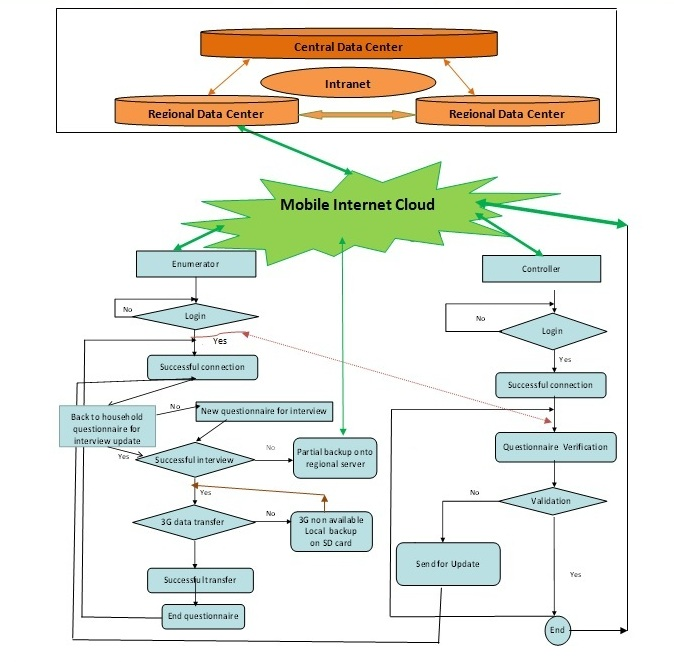 Central Data Center
Intranet
Regional Data Center
Regional Data Center
Mobile Internet Cloud
Enumerator
No
Login
Yes
Successful connection
Back to household
questionnaire for
interview update
No
New questionnaire for interview
Yes
Successful interview
No
Partial backup onto
regional server
Yes
3G data transfer
No
3G non available
Local backup
on SD card
Successful transfer
End questionnaire
Controller
No
Login
Yes
Successful connection
Questionnaire Verification
No
Validation
Send for Update
Yes
End